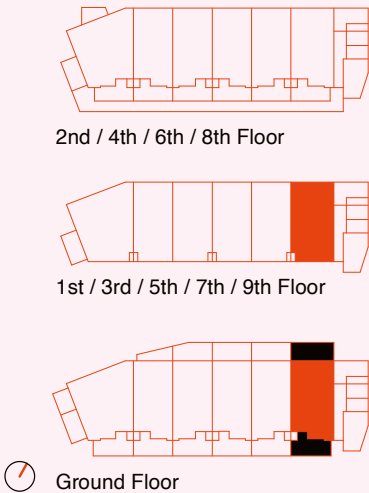 2nd / 4th / 6th / 8th Floor
1st / 3rd / 5th / 7th / 9th Floor
Ground Floor